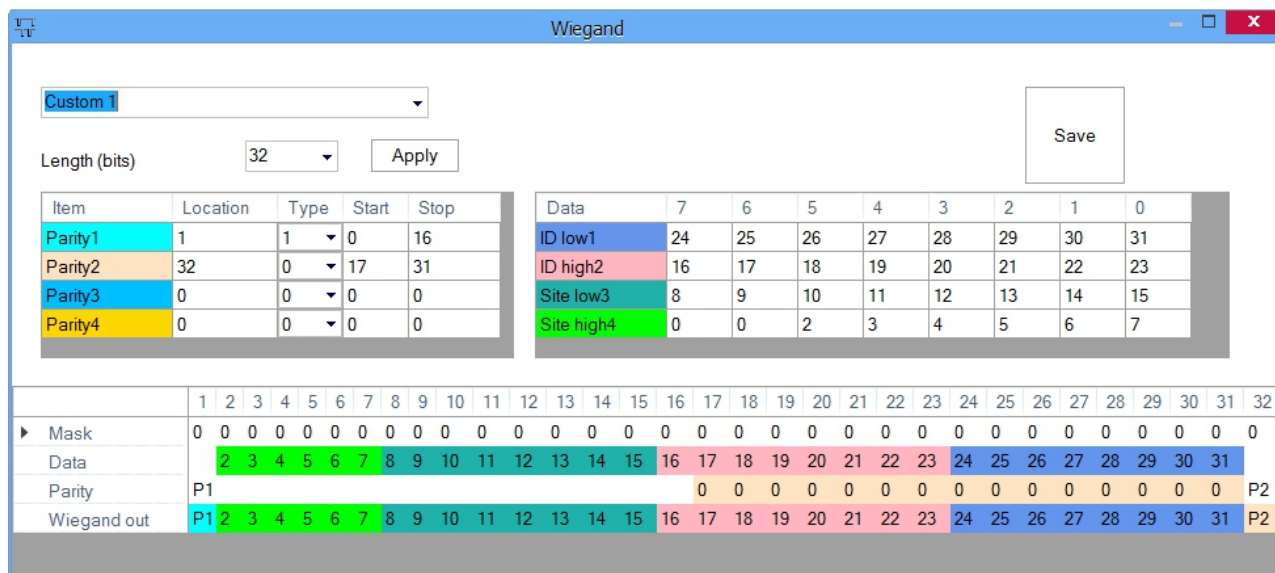 Wiegand
Custom 1
Save
Length (bits) 32 Apply
Item Location Type Start Stop
Parity1 1 1 0 16
Parity2 32 0 17 31
Parity3 0 0 0 0
Parity4 0 0 0 0
Data 7 6 5 4 3 2 1 0
ID low1 24 25 26 27 28 29 30 31
ID high2 16 17 18 19 20 21 22 23
Site low3 8 9 10 11 12 13 14 15
Site high4 0 0 2 3 4 5 6 7
1 2 3 4 5 6 7 8 9 10 11 12 13 14 15 16 17 18 19 20 21 22 23 24 25 26 27 28 29 30 31 32
Mask 0 0 0 0 0 0 0 0 0 0 0 0 0 0 0 0 0 0 0 0 0 0 0 0 0 0 0 0 0 0 0 0
Data 2 3 4 5 6 7 8 9 10 11 12 13 14 15 16 17 18 19 20 21 22 23 24 25 26 27 28 29 30 31
Parity P1 0 0 0 0 0 0 0 0 0 0 0 0 0 0 0 P2
Wiegand out P1 2 3 4 5 6 7 8 9 10 11 12 13 14 15 16 17 18 19 20 21 22 23 24 25 26 27 28 29 30 31 P2